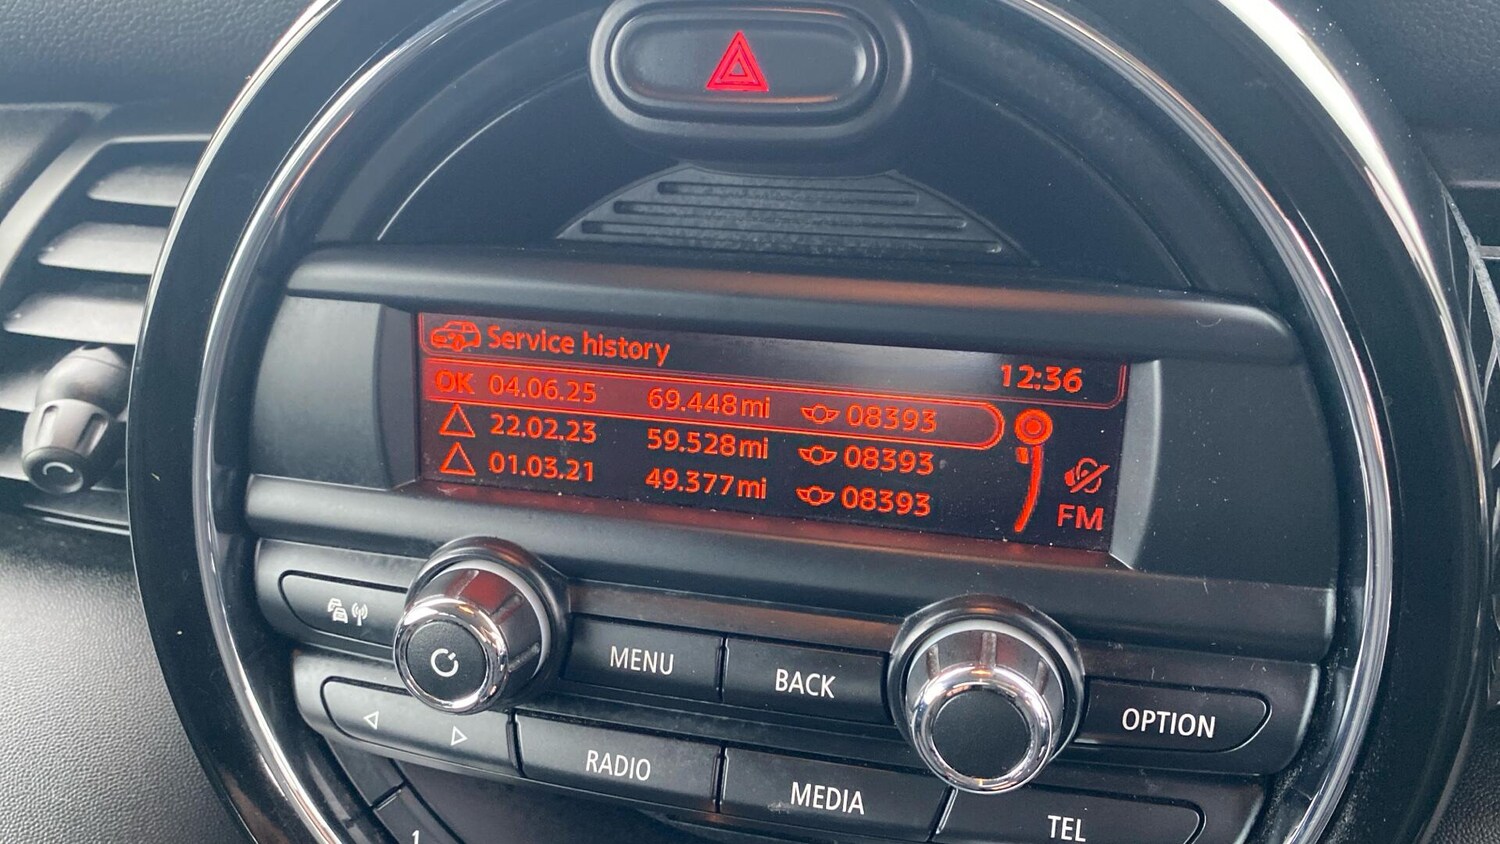 Service history
12:36
OK 04.06.25 69.448mi 08393
22.02.23 59.528mi 08393
01.03.21 49.377mi 08393
FM
MENU
BACK
OPTION
RADIO
MEDIA
TEL
1